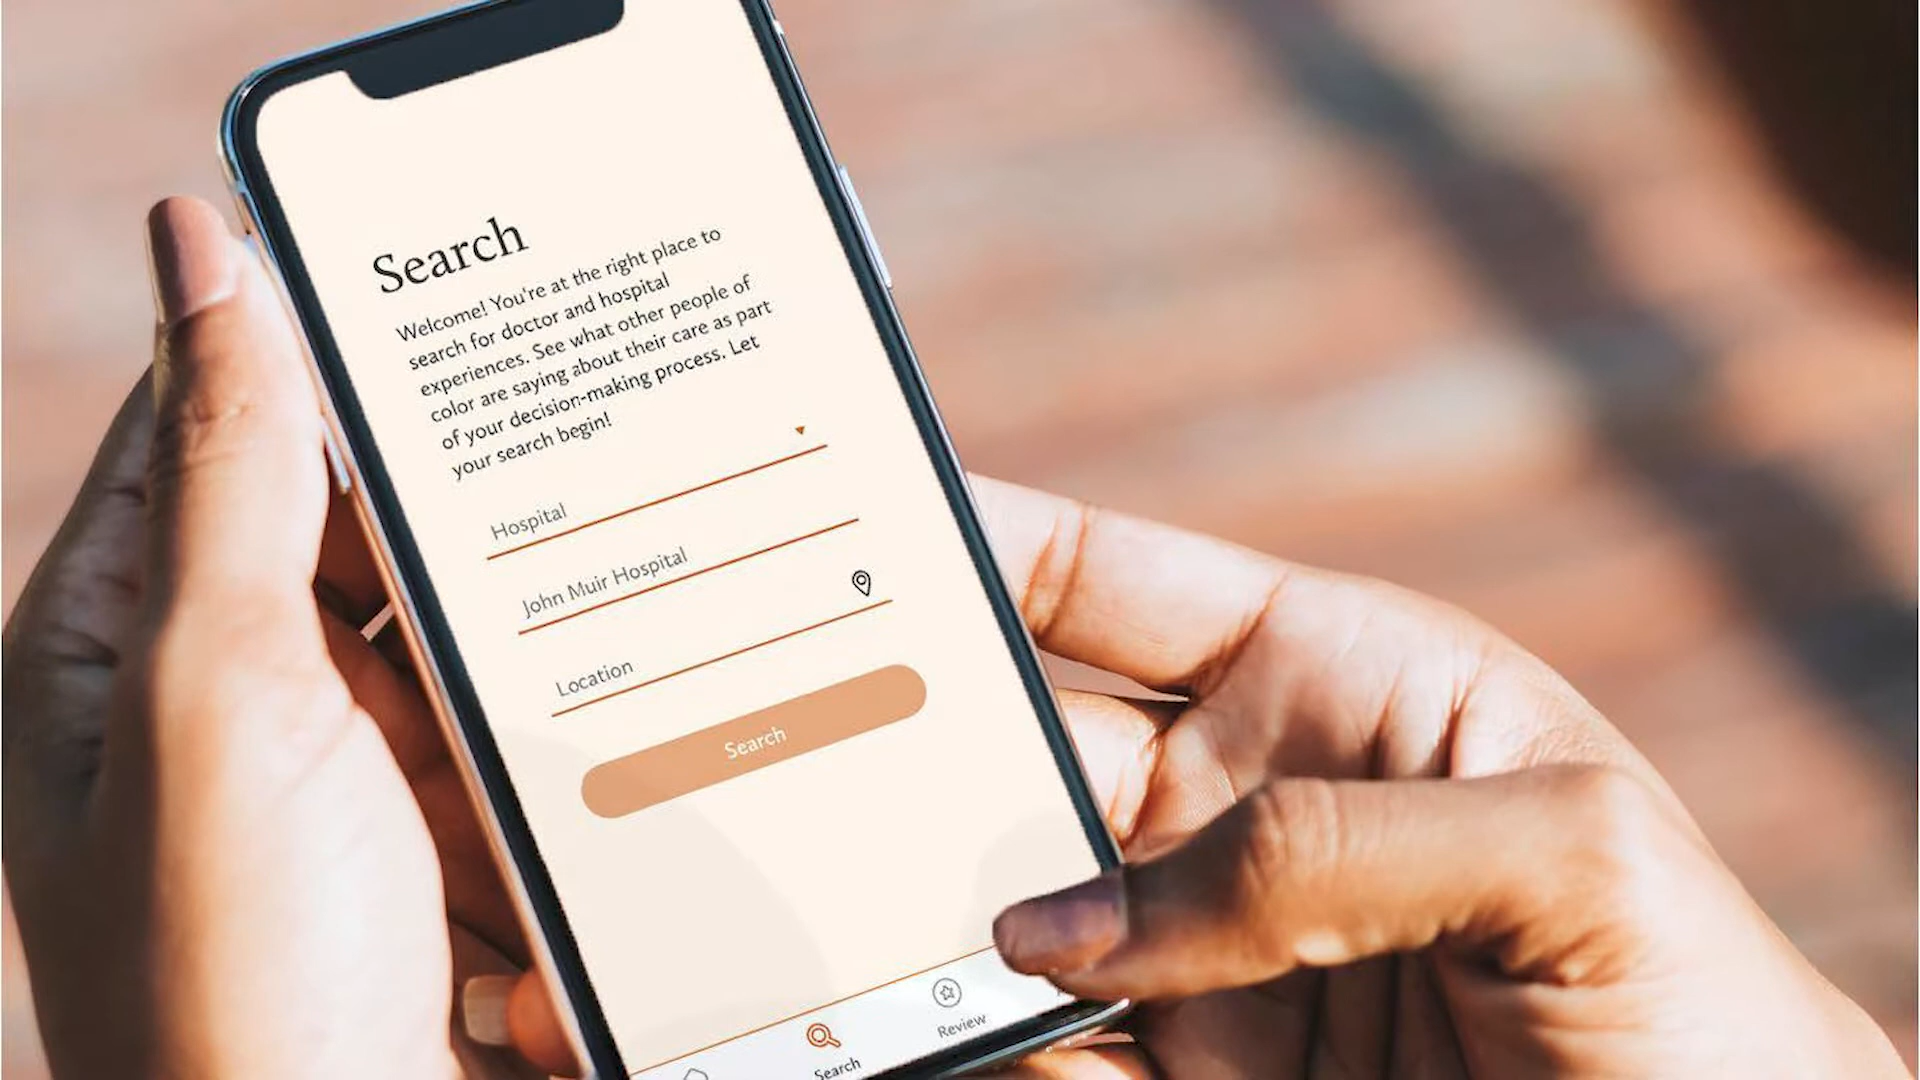 Search
Welcome! You're at the right place to
search for doctor and hospital
experiences. See what other people of
color are saying about their care as part
of your decision-making process. Let
your search begin!
Hospital
John Muir Hospital
Location
Search
Search
Review